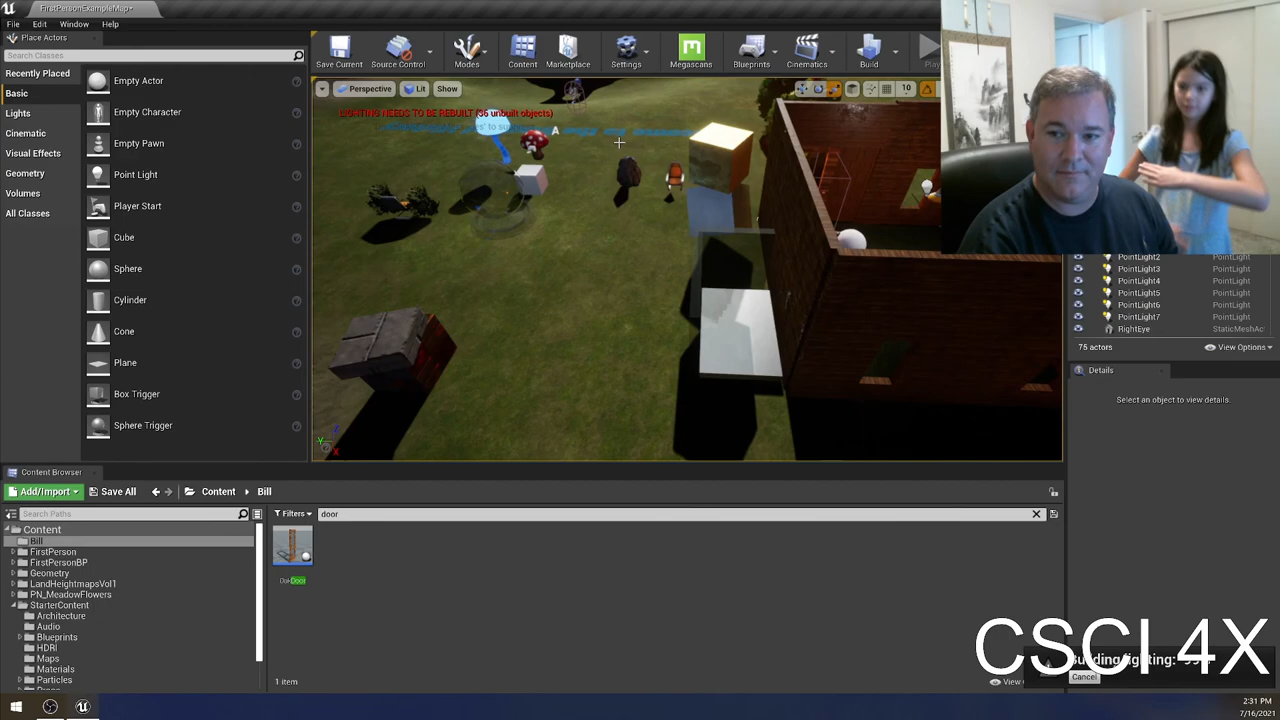 FirstPersonExampleMap*
File Edit Window Help
Place Actors
Search Classes
Recently Placed
Basic
Lights
Cinematic
Visual Effects
Geometry
Volumes
All Classes
Empty Actor
Empty Character
Empty Pawn
Point Light
Player Start
Cube
Sphere
Cylinder
Cone
Plane
Box Trigger
Sphere Trigger
Save Current
Source Control
Modes
Content
Marketplace
Settings
Megascans
Blueprints
Cinematics
Build
Perspective Lit Show
10
LIGHTING NEEDS TO BE REBUILT (36 unbuilt objects)
A
Z
Y
X
PointLight2 PointLight
PointLight3 PointLight
PointLight4 PointLight
PointLight5 PointLight
PointLight6 PointLight
PointLight7 PointLight
RightEye StaticMeshAc
75 actors View Options
Details
Select an object to view details.
Content Browser
Add/Import Save All Content Bill
Search Paths
Filters door
Content
Bill
FirstPerson
FirstPersonBP
Geometry
LandHeightmapsVol1
PN_MeadowFlowers
StarterContent
Architecture
Audio
Blueprints
HDRI
Maps
Materials
Particles
OakDoor
1 item
View
CSCI 4X
Building lighting:
Cancel
2:31 PM
7/16/2021